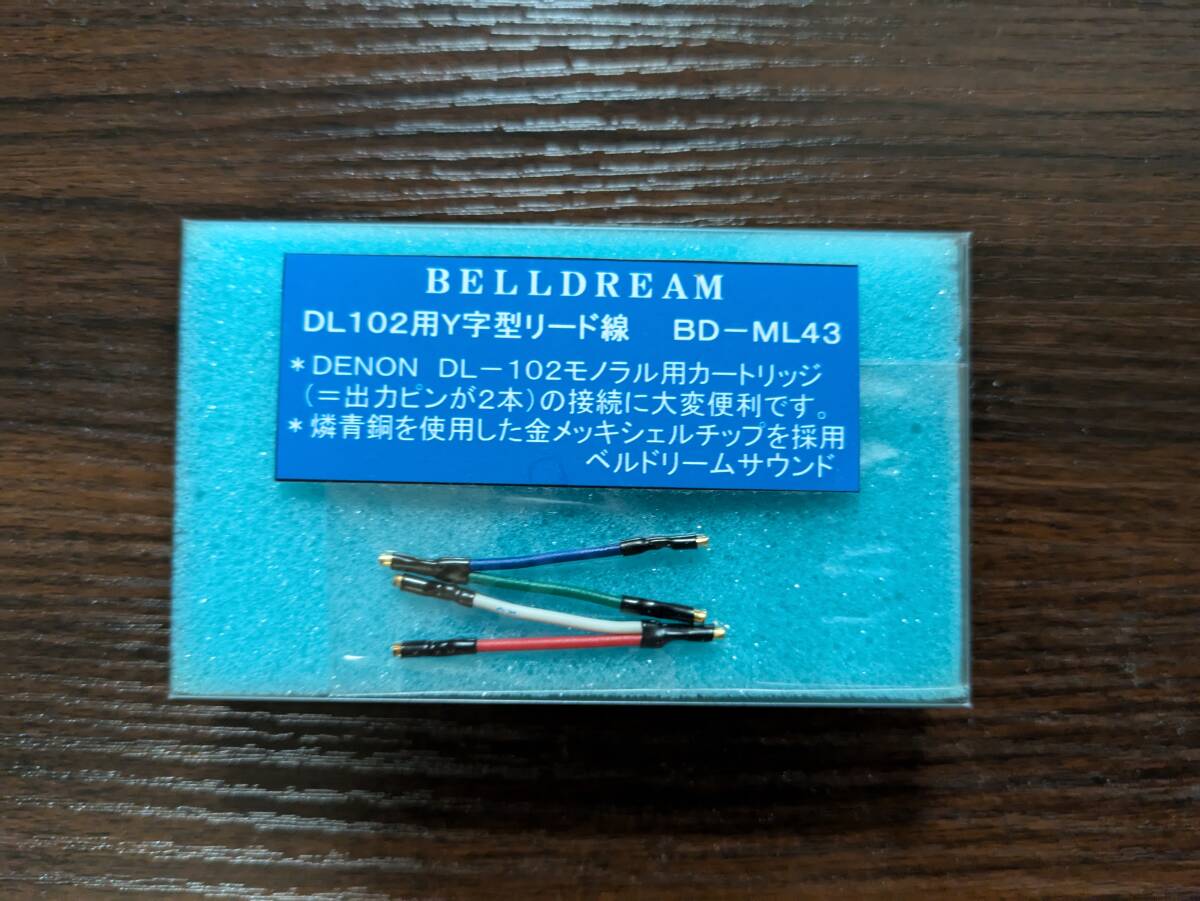 BELLDREAM
DL102用Y字型リード線　BD－ML43
＊DENON　DL－102モノラル用カートリッジ
（＝出力ピンが2本）の接続に大変便利です。
＊燐青銅を使用した金メッキシェルチップを採用
ベルドリームサウンド